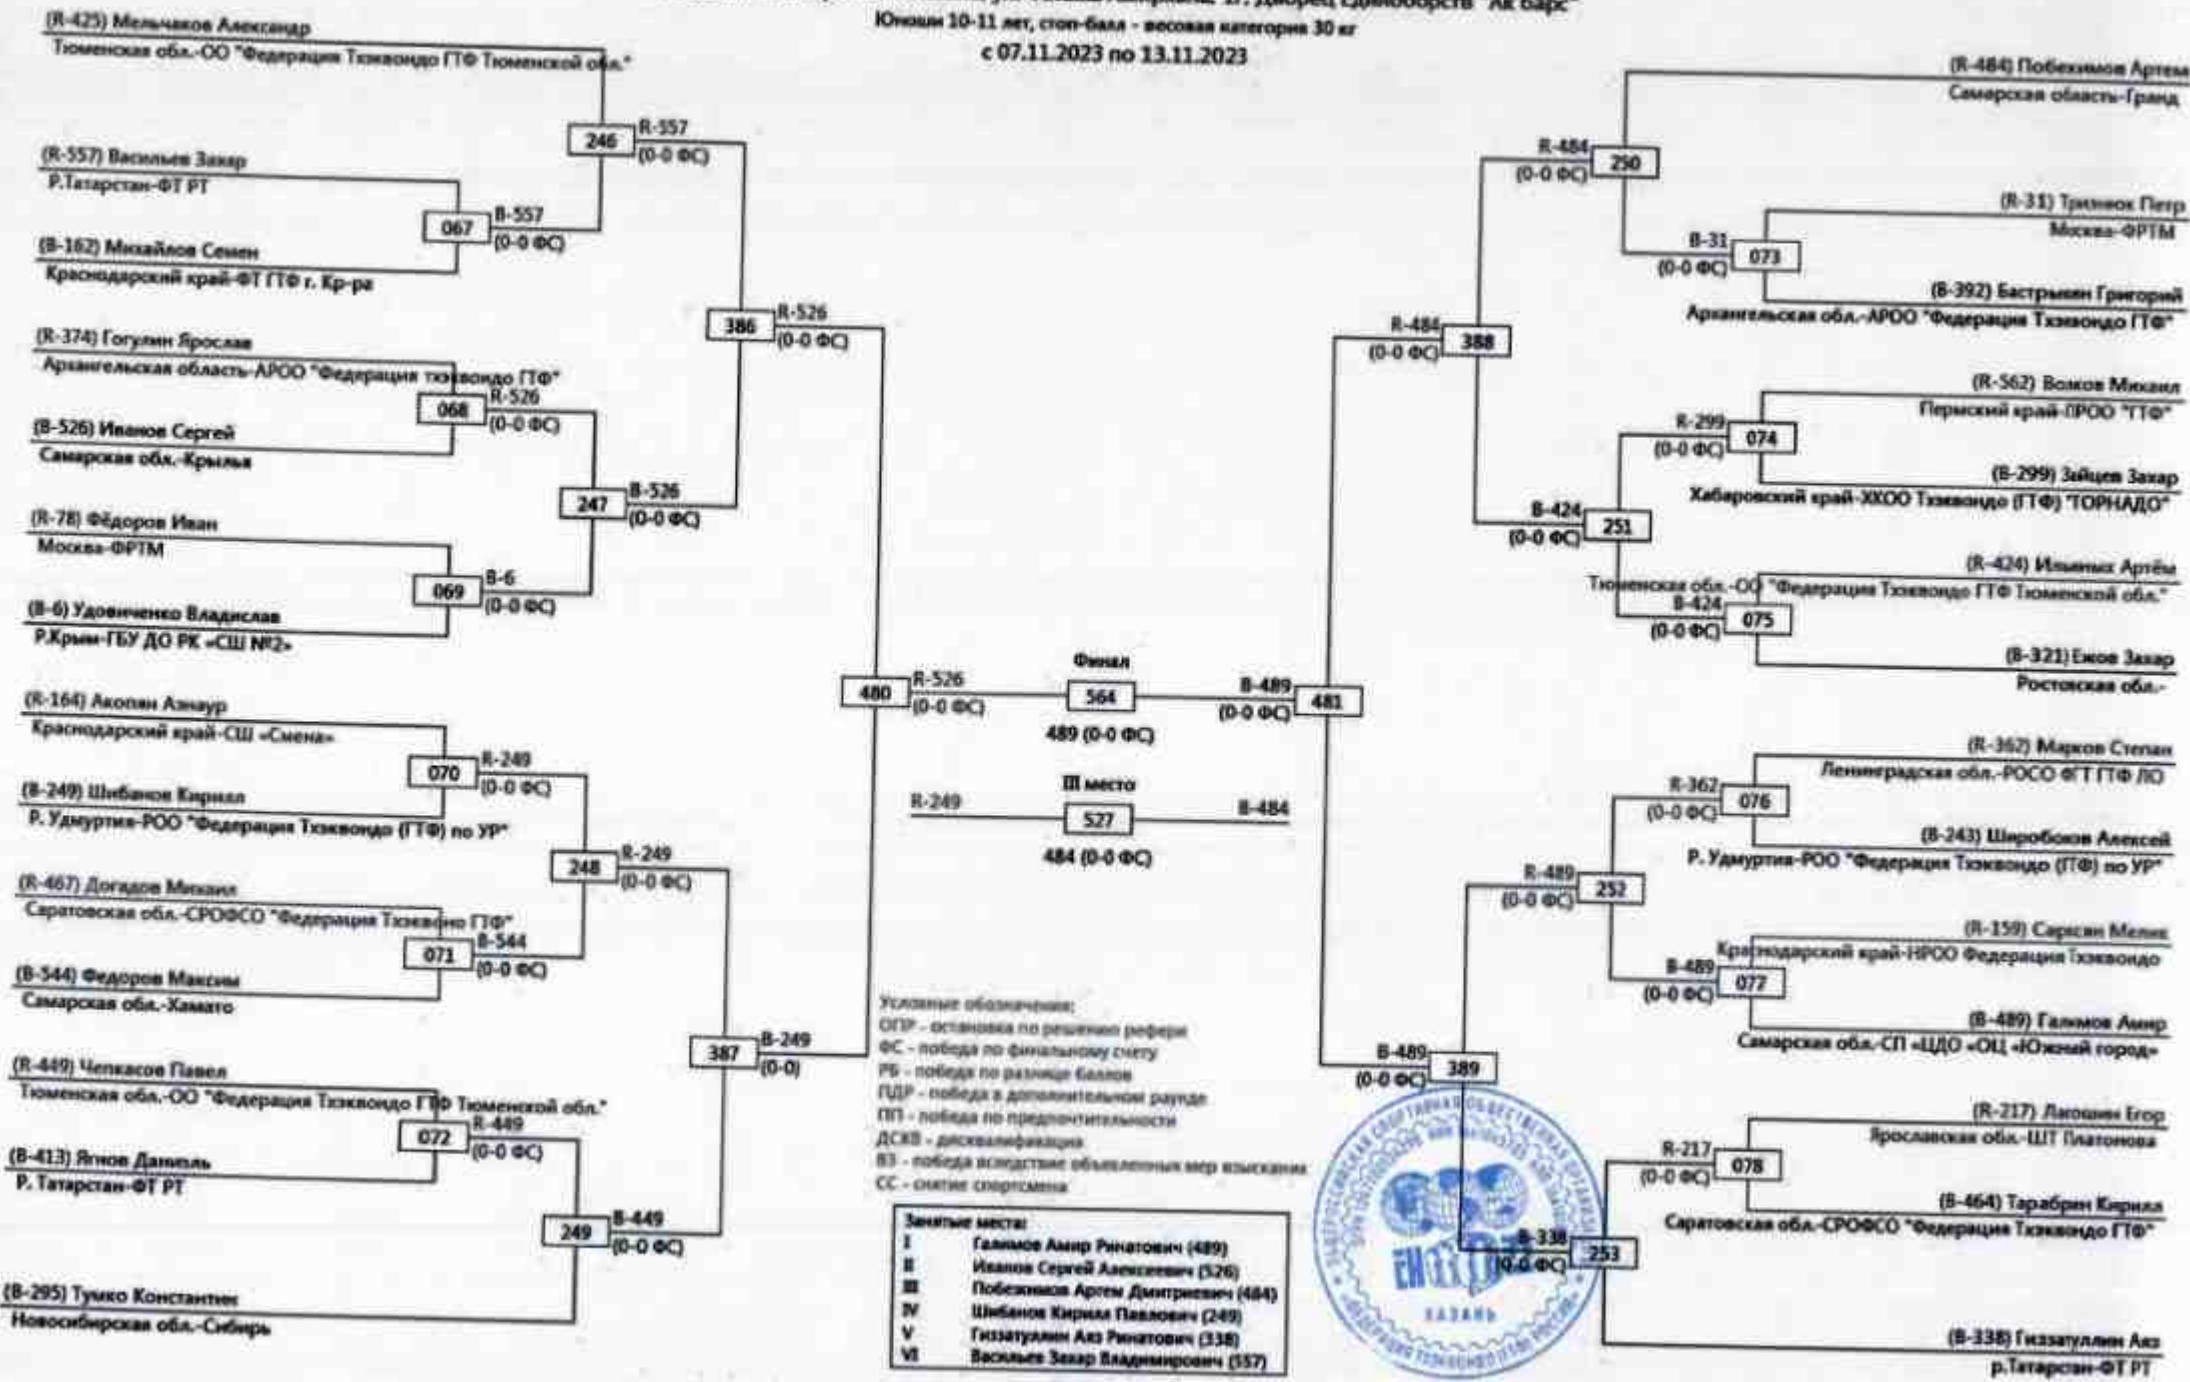 Юноши 10-11 лет, стоп-балл - весовая категория 30 кг
с 07.11.2023 по 13.11.2023
(R-425) Мельчаков Александр
Тюменская обл.-ОО "Федерация Тхэквондо ГТФ Тюменской обл."
246
R-557
(0-0 ФС)
(R-557) Васильев Захар
Р.Татарстан-ФТ РТ
067
B-557
(0-0 ФС)
(B-162) Михайлов Семен
Краснодарский край-ФТ ГТФ г. Кр-ра
386
R-526
(0-0 ФС)
(R-374) Гогулин Ярослав
Архангельская область-АРОО "Федерация тхэквондо ГТФ"
068
R-526
(0-0 ФС)
(B-526) Иванов Сергей
Самарская обл.-Крылья
247
B-526
(0-0 ФС)
(R-78) Фёдоров Иван
Москва-ФРТМ
069
B-6
(0-0 ФС)
(B-6) Удовиченко Владислав
Р.Крым-ГБУ ДО РК «СШ №2»
480
R-526
(0-0 ФС)
(R-164) Акопян Азнаур
Краснодарский край-СШ «Смена»
070
R-249
(0-0 ФС)
(B-249) Шибанов Кирилл
Р. Удмуртия-РОО "Федерация Тхэквондо (ГТФ) по УР"
248
R-249
(0-0 ФС)
(R-467) Догадов Михаил
Саратовская обл.-СРОФСО "Федерация Тхэквоно ГТФ"
071
B-544
(0-0 ФС)
(B-544) Федоров Максим
Самарская обл.-Хамато
387
B-249
(0-0)
(R-449) Чепкасов Павел
Тюменская обл.-ОО "Федерация Тхэквондо ГТФ Тюменской обл."
072
R-449
(0-0 ФС)
(B-413) Ягнов Даниэль
Р. Татарстан-ФТ РТ
249
B-449
(0-0 ФС)
(B-295) Тумко Константин
Новосибирская обл.-Сибирь
Финал
564
489 (0-0 ФС)
III место
R-249
527
B-484
484 (0-0 ФС)
Условные обозначения:
ОПР - остановка по решению рефери
ФС - победа по финальному счету
РБ - победа по разнице баллов
ПДР - победа в дополнительном раунде
ПП - победа по предпочтительности
ДСКВ - дисквалификация
ВЗ - победа вследствие объявленных мер взыскания
СС - снятие спортсмена
Занятые места:
I Галимов Амир Ринатович (489)
II Иванов Сергей Алексеевич (526)
III Побежимов Артем Дмитриевич (484)
IV Шибанов Кирилл Павлович (249)
V Гиззатуллин Аяз Ринатович (338)
VI Васильев Захар Владимирович (557)
(R-484) Побежимов Артем
Самарская область-Гранд
R-484
(0-0 ФС)
250
(R-31) Тризнюк Петр
Москва-ФРТМ
B-31
(0-0 ФС)
073
(B-392) Бастрыкин Григорий
Архангельская обл.-АРОО "Федерация Тхэквондо ГТФ"
R-484
(0-0 ФС)
388
(R-562) Волков Михаил
Пермский край-ПРОО "ГТФ"
R-299
(0-0 ФС)
074
(B-299) Зайцев Захар
Хабаровский край-ХКОО Тхэквондо (ГТФ) "ТОРНАДО"
B-424
(0-0 ФС)
251
(R-424) Ильиных Артём
Тюменская обл.-ОО "Федерация Тхэквондо ГТФ Тюменской обл."
B-424
(0-0 ФС)
075
(B-321) Ежов Захар
Ростовская обл.-
B-489
(0-0 ФС)
481
(R-362) Марков Степан
Ленинградская обл.-РОСО ФГТ ГТФ ЛО
R-362
(0-0 ФС)
076
(B-243) Широбоков Алексей
Р. Удмуртия-РОО "Федерация Тхэквондо (ГТФ) по УР"
R-489
(0-0 ФС)
252
(R-159) Сарксян Мелик
Краснодарский край-НРОО Федерация Тхэквондо
B-489
(0-0 ФС)
077
(B-489) Галимов Амир
Самарская обл.-СП «ЦДО «ОЦ «Южный город»
B-489
(0-0 ФС)
389
(R-217) Лягошин Егор
Ярославская обл.-ШТ Платонова
R-217
(0-0 ФС)
078
(B-464) Тарабрин Кирилл
Саратовская обл.-СРОФСО "Федерация Тхэквондо ГТФ"
B-338
(0-0 ФС)
253
(B-338) Гиззатуллин Аяз
р.Татарстан-ФТ РТ
КАЗАНЬ